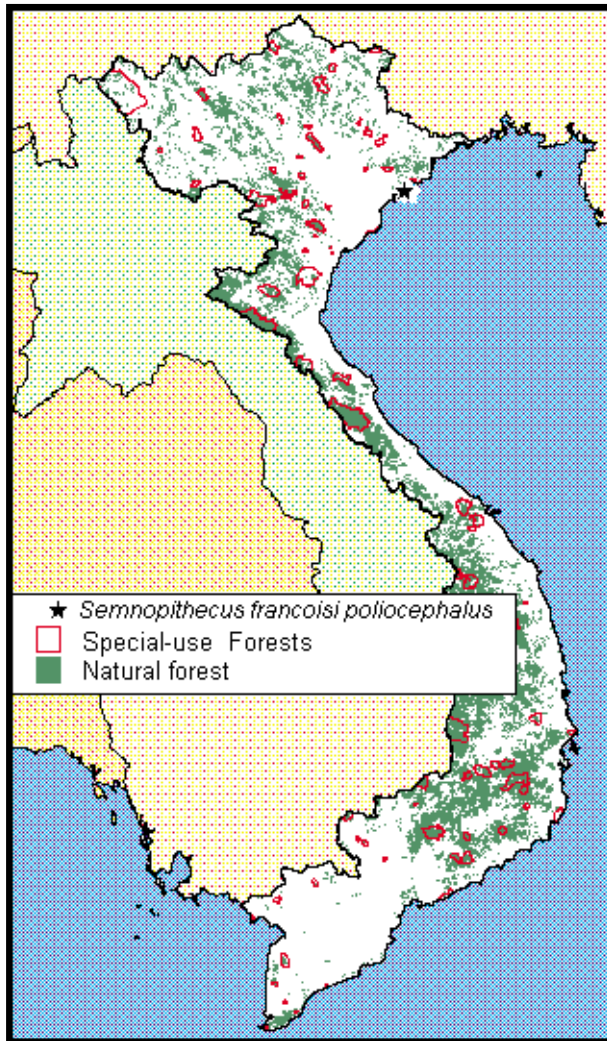 Semnopithecus francoisi poliocephalus
Special-use Forests
Natural forest